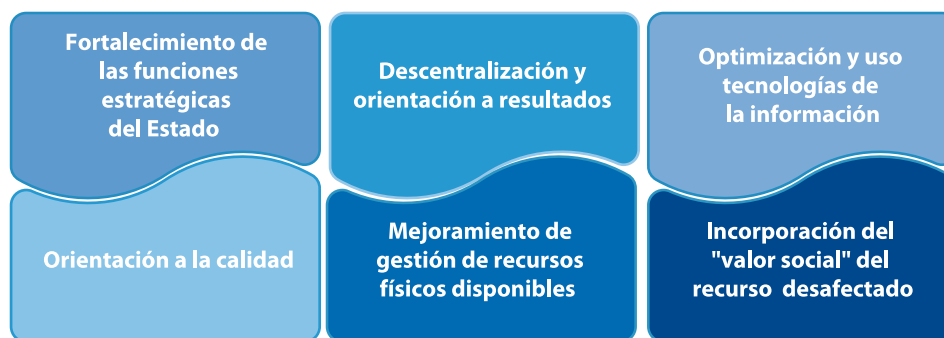 Fortalecimiento de
las funciones
estratégicas
del Estado
Descentralización y
orientación a resultados
Optimización y uso
tecnologías de
la información
Orientación a la calidad
Mejoramiento de
gestión de recursos
físicos disponibles
Incorporación del
"valor social" del
recurso desafectado